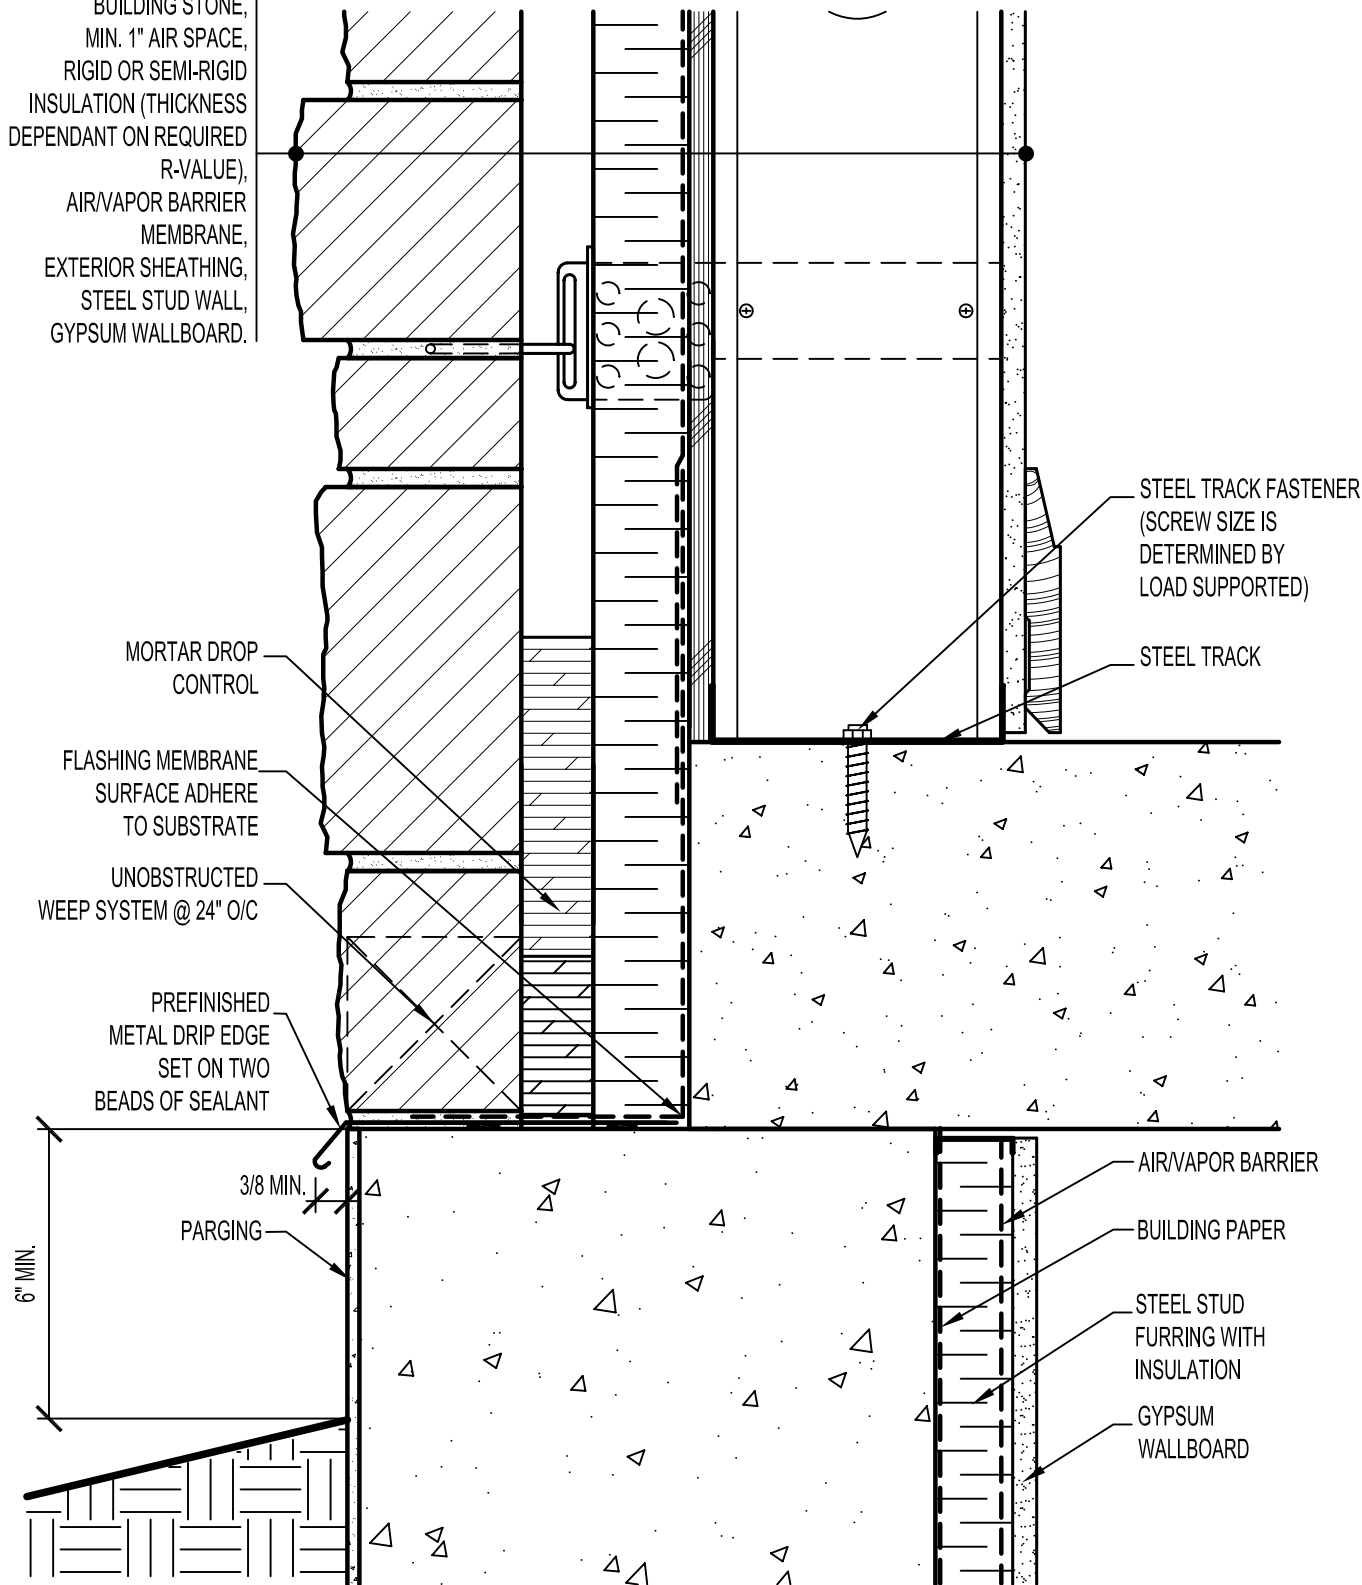 BUILDING STONE,
MIN. 1" AIR SPACE,
RIGID OR SEMI-RIGID
INSULATION (THICKNESS
DEPENDANT ON REQUIRED
R-VALUE),
AIR/VAPOR BARRIER
MEMBRANE,
EXTERIOR SHEATHING,
STEEL STUD WALL,
GYPSUM WALLBOARD.
STEEL TRACK FASTENER
(SCREW SIZE IS
DETERMINED BY
LOAD SUPPORTED)
STEEL TRACK
MORTAR DROP
CONTROL
FLASHING MEMBRANE
SURFACE ADHERE
TO SUBSTRATE
UNOBSTRUCTED
WEEP SYSTEM @ 24" O/C
PREFINISHED
METAL DRIP EDGE
SET ON TWO
BEADS OF SEALANT
3/8 MIN.
PARGING
6" MIN.
AIR/VAPOR BARRIER
BUILDING PAPER
STEEL STUD
FURRING WITH
INSULATION
GYPSUM
WALLBOARD